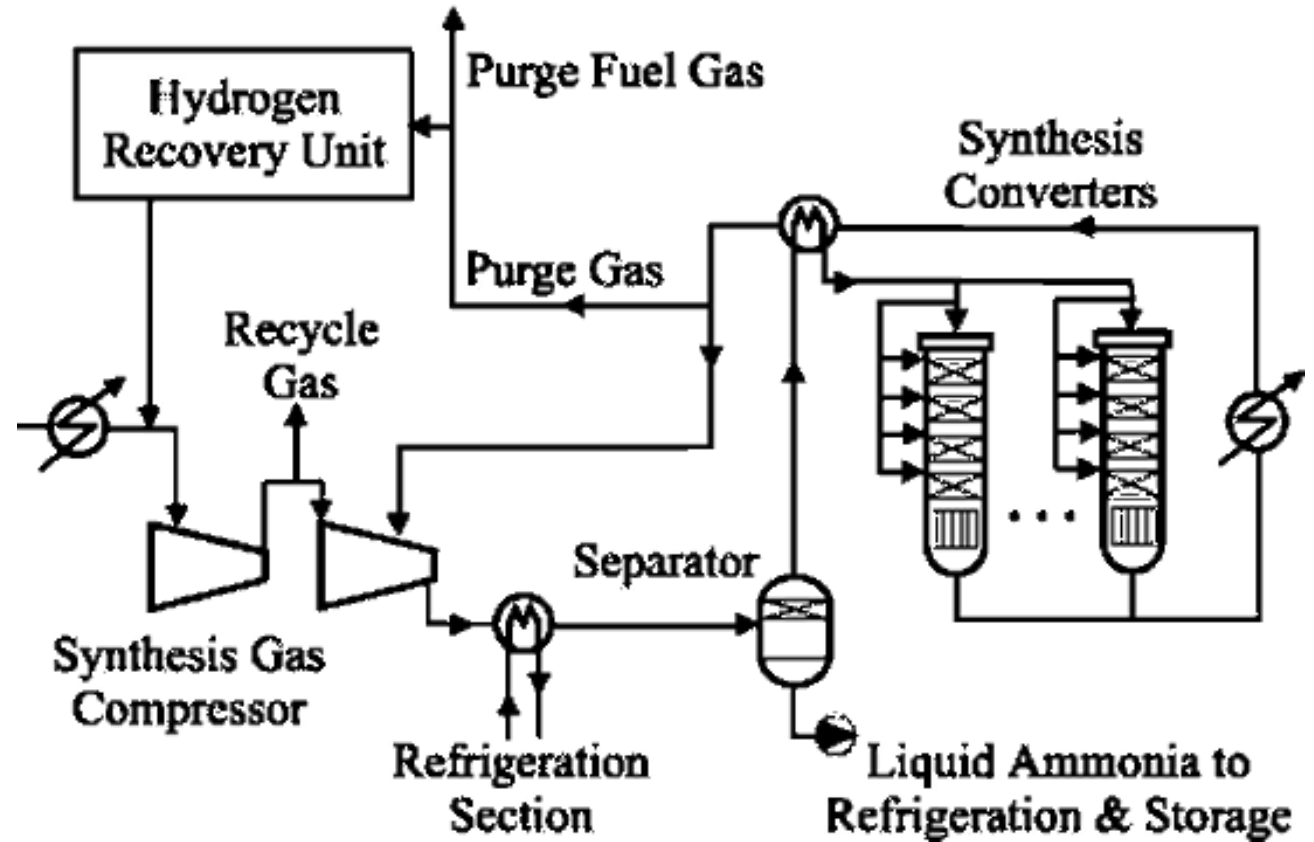 Purge Fuel Gas
Hydrogen
Recovery Unit
Synthesis
Converters
Purge Gas
Recycle
Gas
Separator
Synthesis Gas
Compressor
Refrigeration
Section
Liquid Ammonia to
Refrigeration & Storage